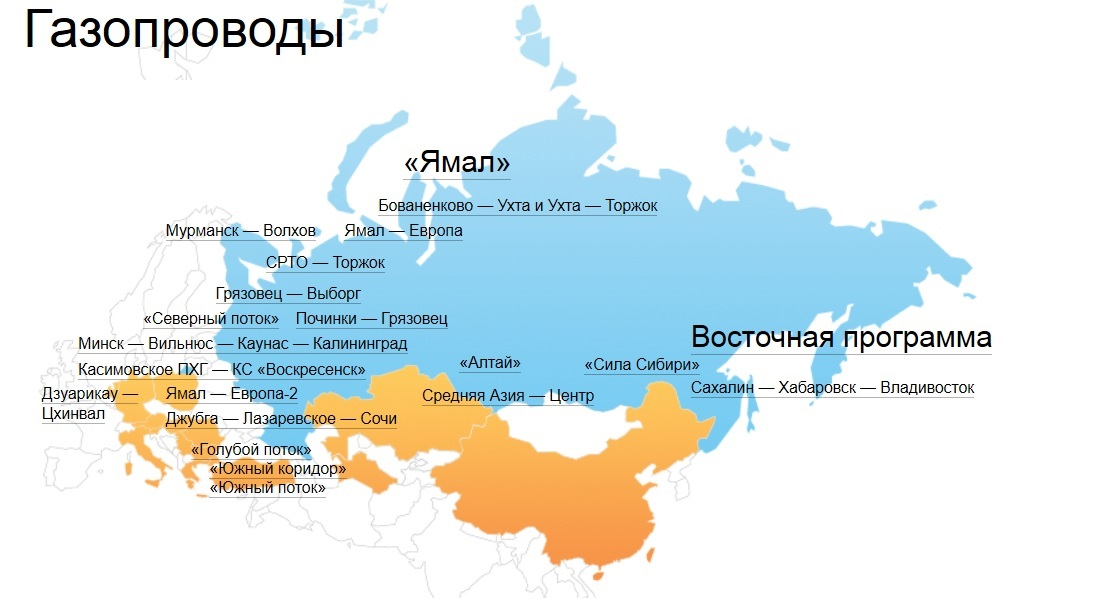 Газопроводы
«Ямал»
Бованенково — Ухта и Ухта — Торжок
Мурманск — Волхов
Ямал — Европа
СРТО — Торжок
Грязовец — Выборг
«Северный поток»
Починки — Грязовец
Восточная программа
Минск — Вильнюс — Каунас — Калининград
«Алтай»
«Сила Сибири»
Касимовское ПХГ — КС «Воскресенск»
Сахалин — Хабаровск — Владивосток
Дзуарикау —
Цхинвал
Ямал — Европа-2
Средняя Азия — Центр
Джубга — Лазаревское — Сочи
«Голубой поток»
«Южный коридор»
«Южный поток»